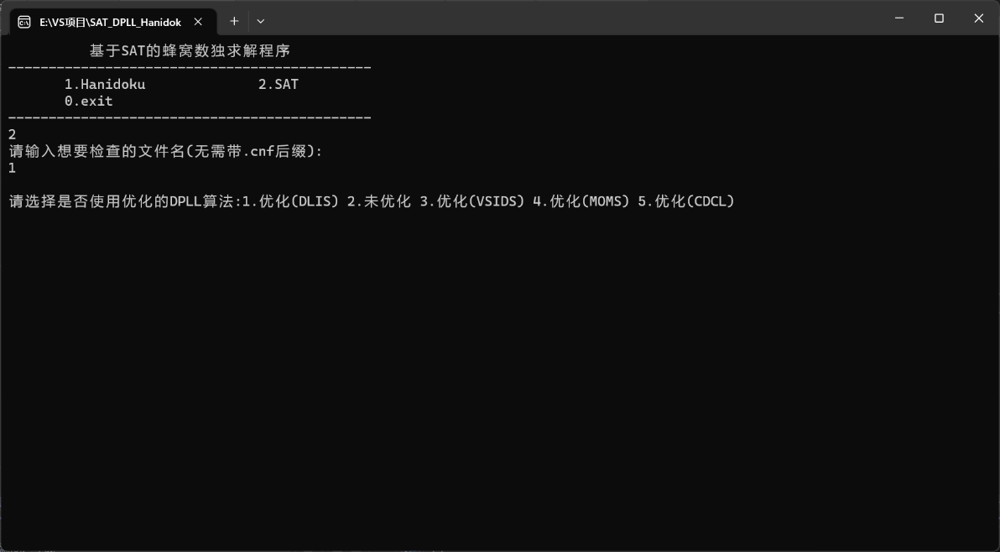 E:\VS项目\SAT_DPLL_Hanidok
基于SAT的蜂窝数独求解程序
---------------------------------------------
1.Hanidoku 2.SAT
0.exit
---------------------------------------------
2
请输入想要检查的文件名(无需带.cnf后缀):
1
请选择是否使用优化的DPLL算法:1.优化(DLIS) 2.未优化 3.优化(VSIDS) 4.优化(MOMS) 5.优化(CDCL)